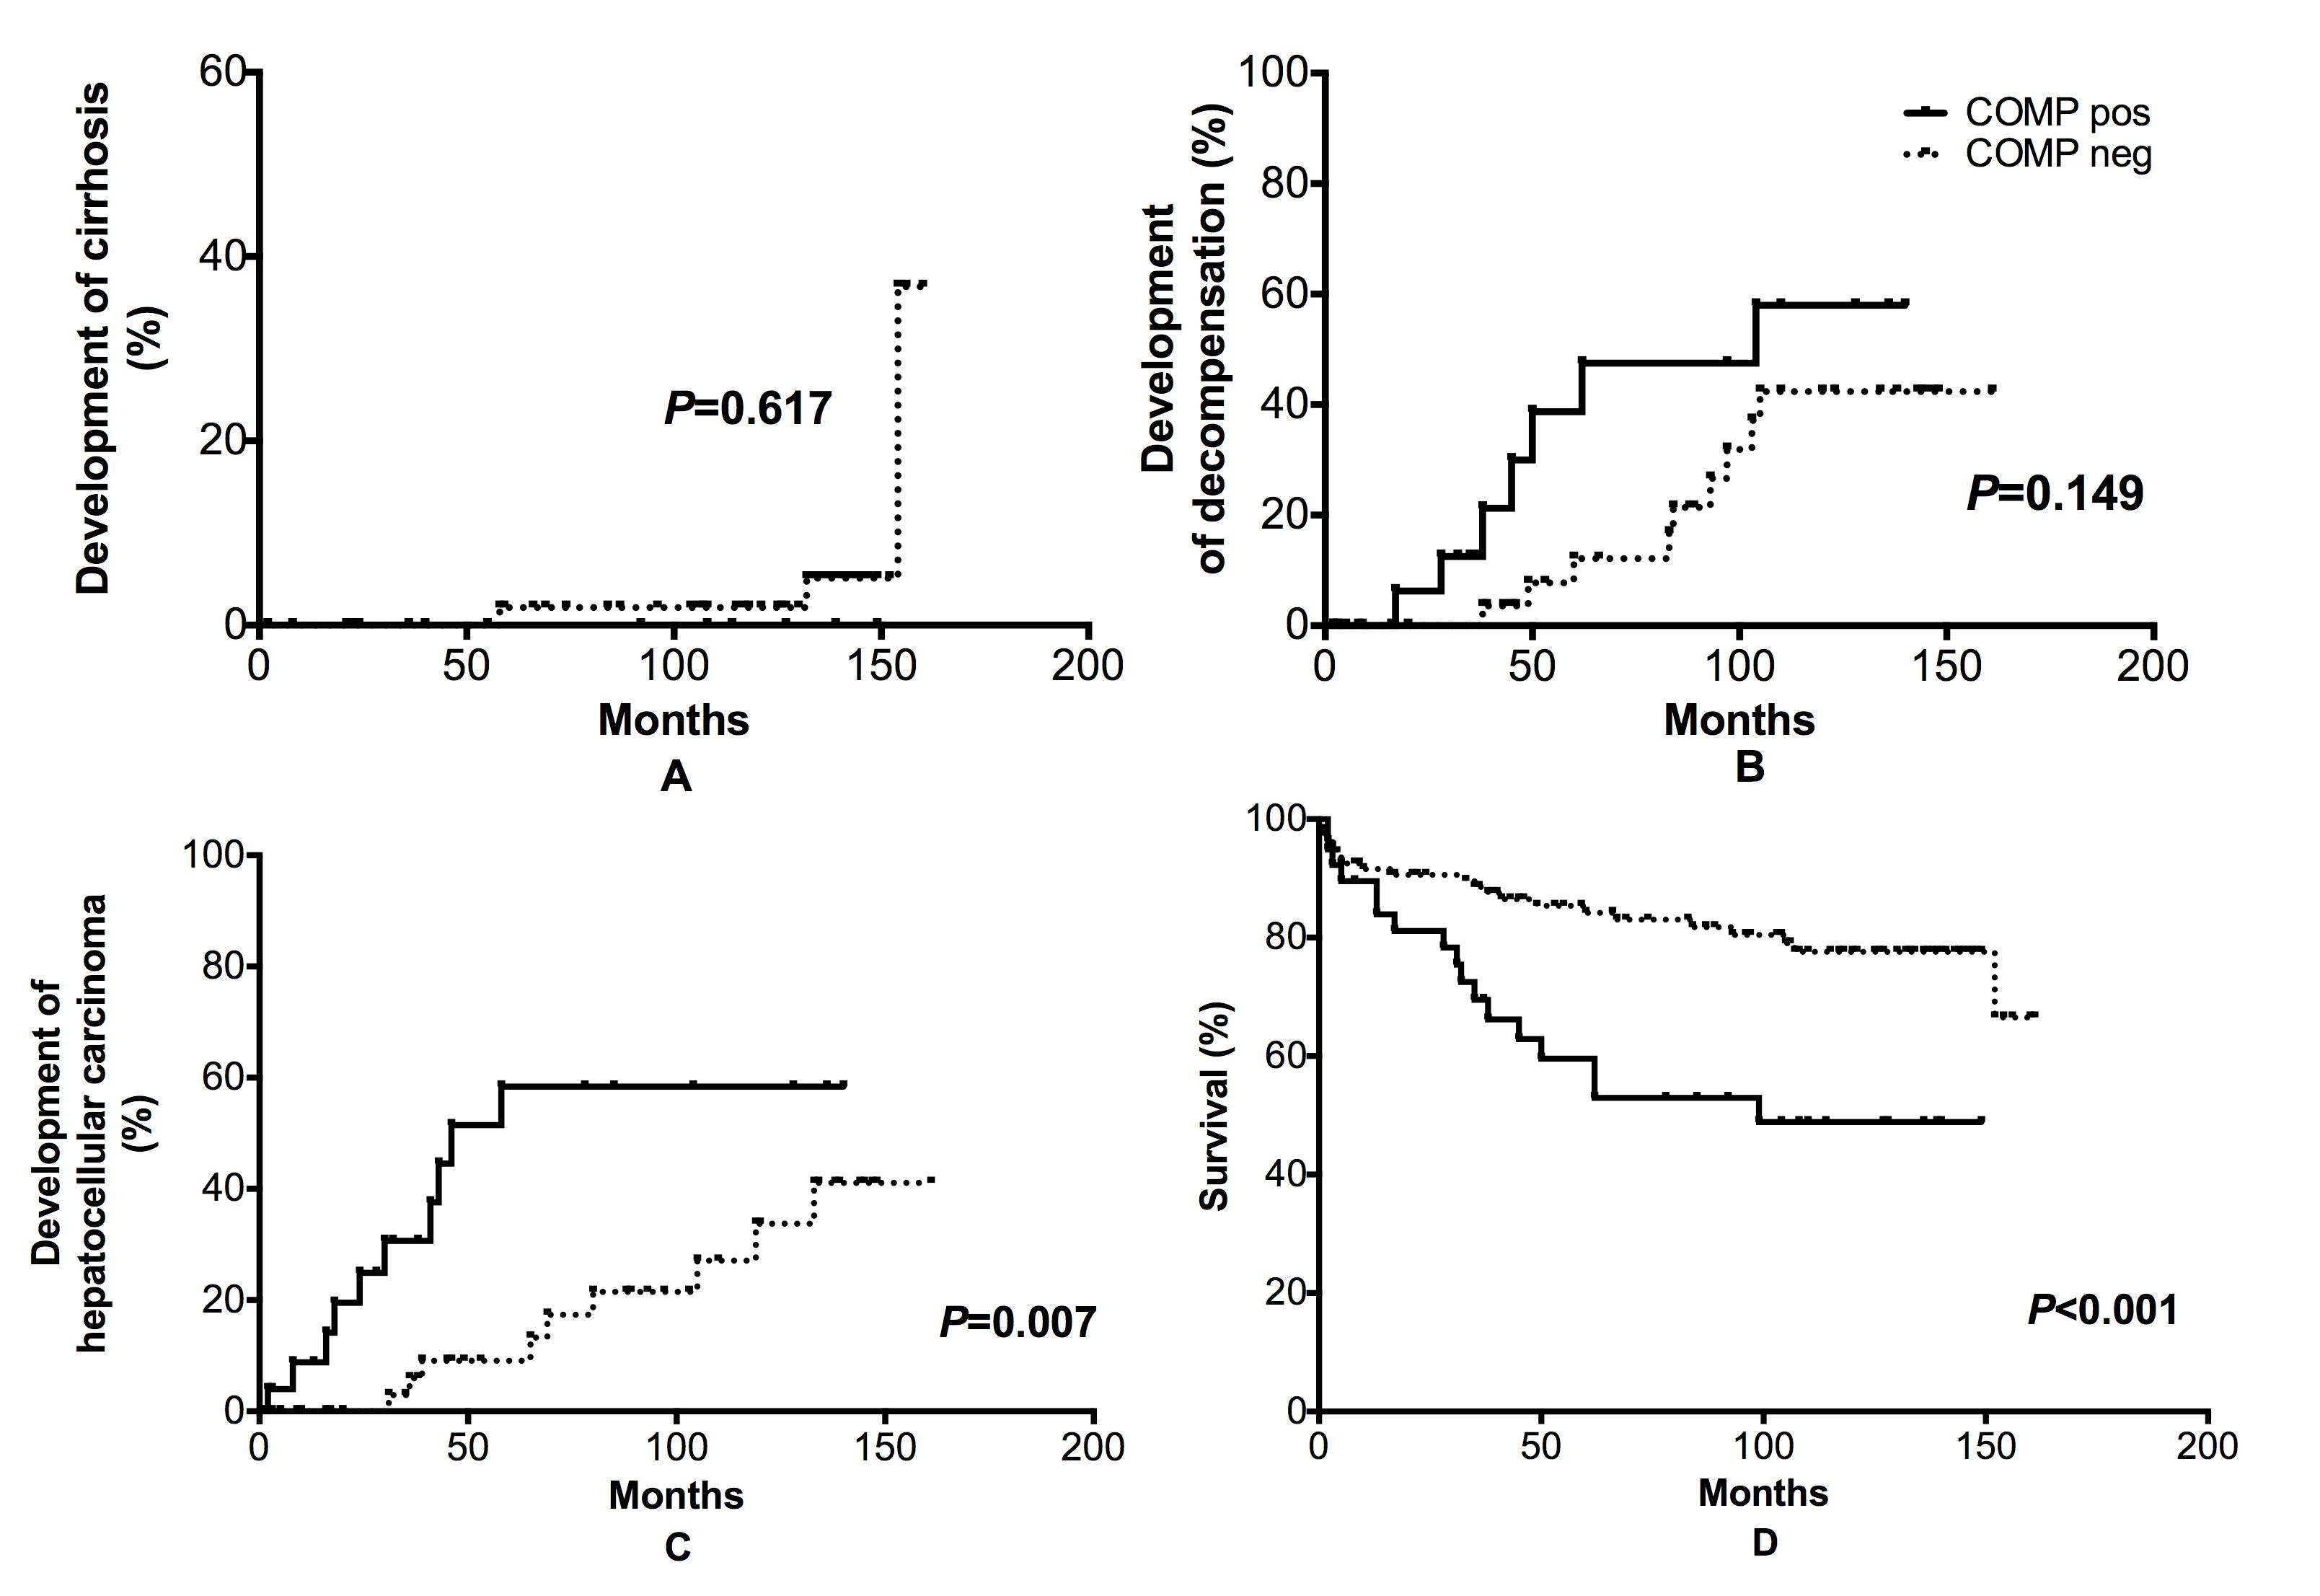 Development of cirrhosis
(%)
60
40
20
0
0 50 100 150 200
P=0.617
Months
A
Development
of decompensation (%)
100
80
60
40
20
0
0 50 100 150 200
COMP pos
COMP neg
P=0.149
Months
B
Development of
hepatocellular carcinoma
(%)
100
80
60
40
20
0
0 50 100 150 200
P=0.007
Months
C
Survival (%)
100
80
60
40
20
0
0 50 100 150 200
P<0.001
Months
D